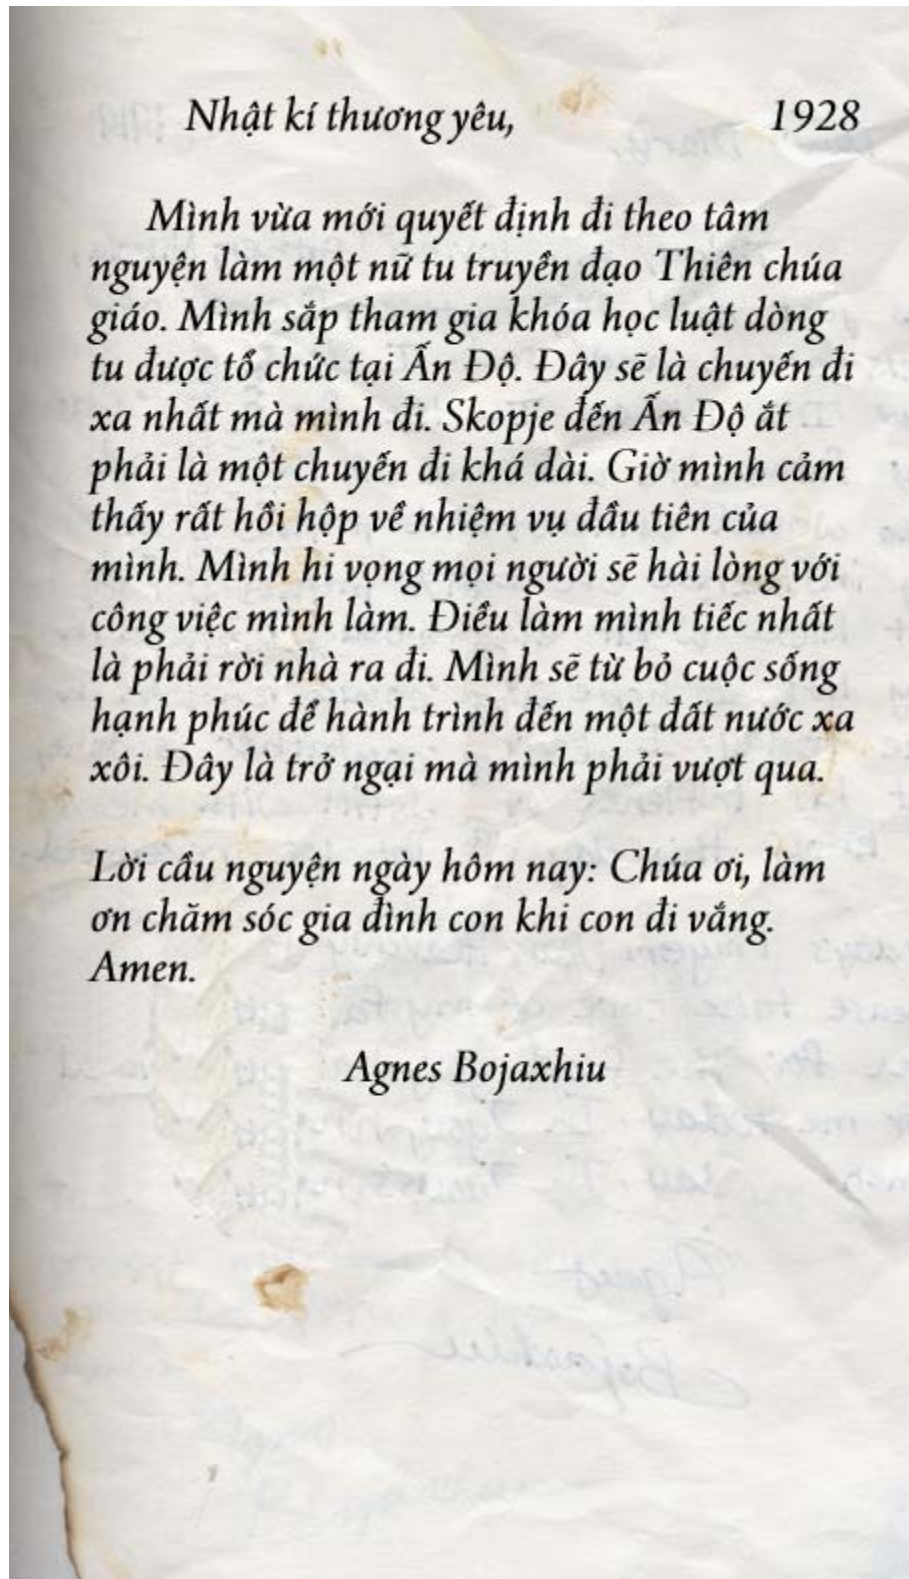 Nhật kí thương yêu, 1928
Mình vừa mới quyết định đi theo tâm
nguyện làm một nữ tu truyền đạo Thiên chúa
giáo. Mình sắp tham gia khóa học luật dòng
tu được tổ chức tại Ấn Độ. Đây sẽ là chuyến đi
xa nhất mà mình đi. Skopje đến Ấn Độ ắt
phải là một chuyến đi khá dài. Giờ mình cảm
thấy rất hồi hộp về nhiệm vụ đầu tiên của
mình. Mình hi vọng mọi người sẽ hài lòng với
công việc mình làm. Điều làm mình tiếc nhất
là phải rời nhà ra đi. Mình sẽ từ bỏ cuộc sống
hạnh phúc để hành trình đến một đất nước xa
xôi. Đây là trở ngại mà mình phải vượt qua.
Lời cầu nguyện ngày hôm nay: Chúa ơi, làm
ơn chăm sóc gia đình con khi con đi vắng.
Amen.
Agnes Bojaxhiu